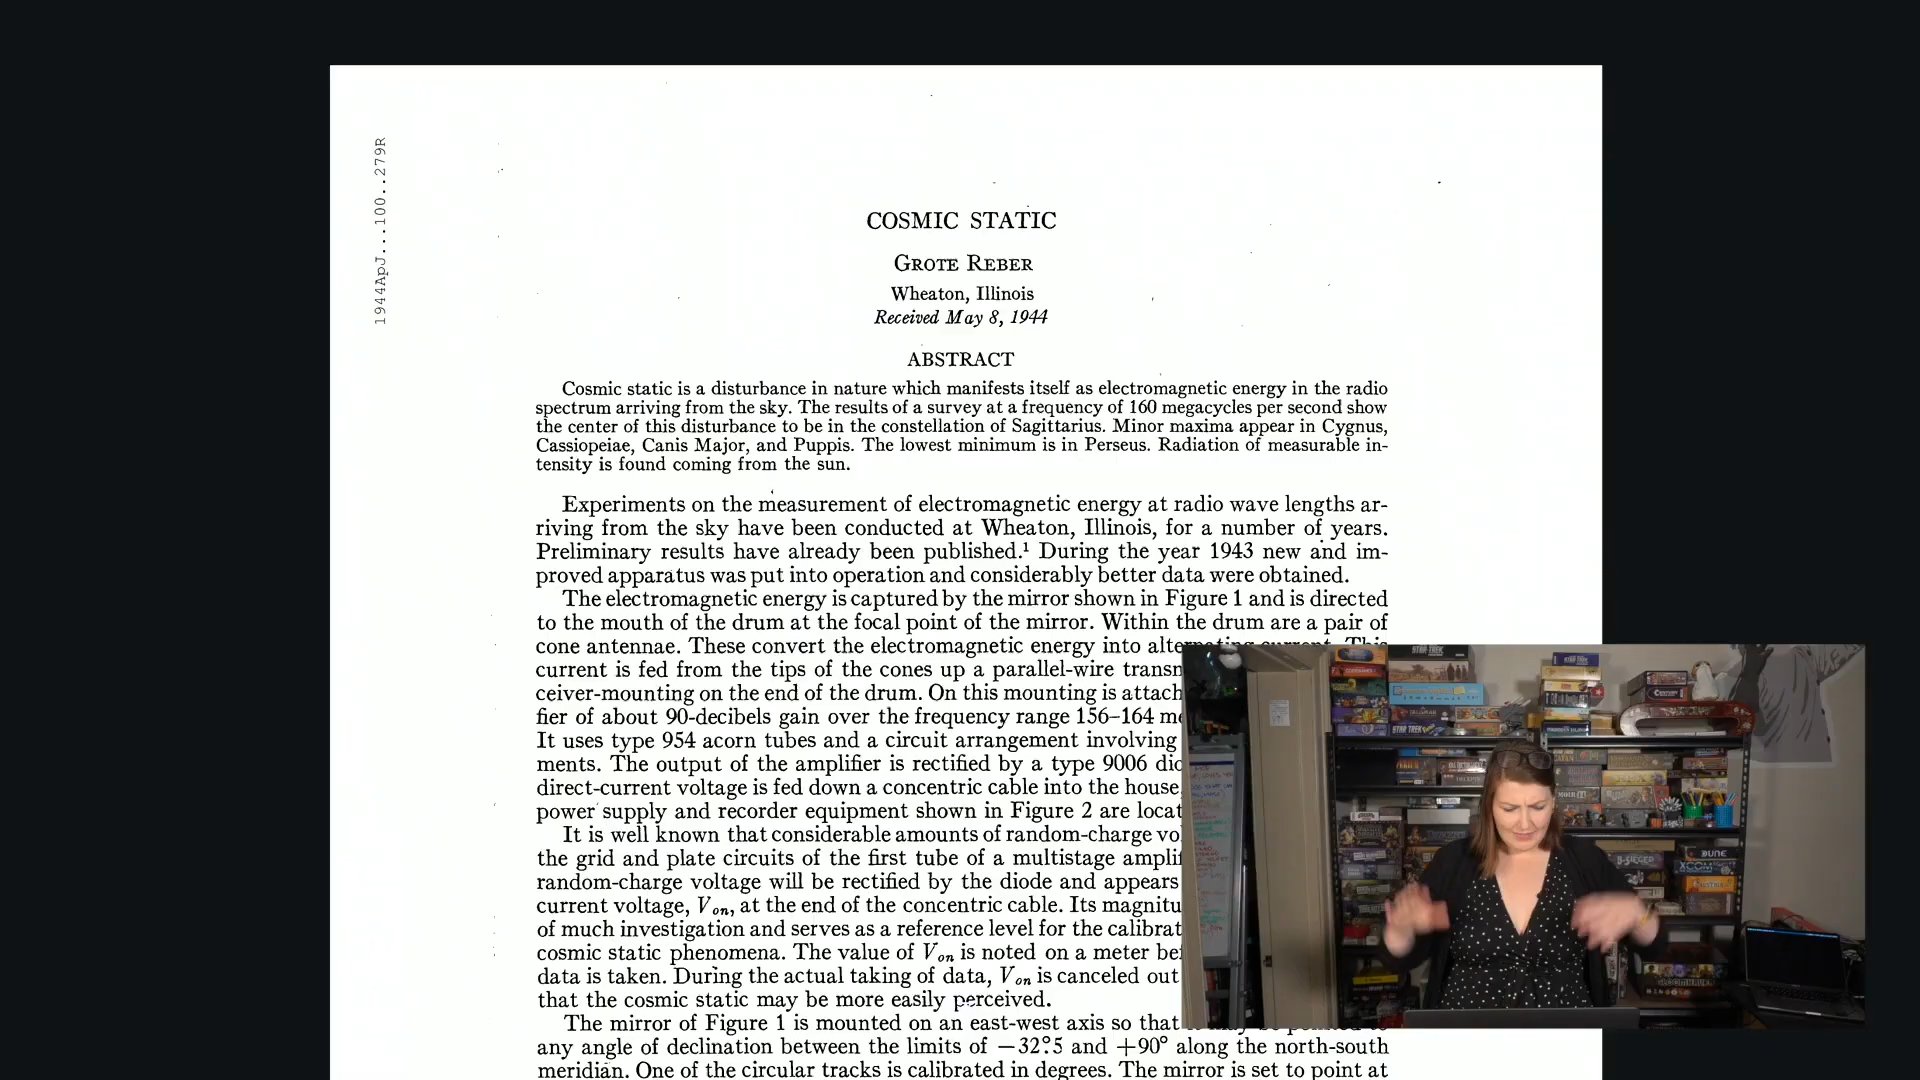 1944ApJ...100..279R
COSMIC STATIC
GROTE REBER
Wheaton, Illinois
Received May 8, 1944
ABSTRACT
Cosmic static is a disturbance in nature which manifests itself as electromagnetic energy in the radio
spectrum arriving from the sky. The results of a survey at a frequency of 160 megacycles per second show
the center of this disturbance to be in the constellation of Sagittarius. Minor maxima appear in Cygnus,
Cassiopeiae, Canis Major, and Puppis. The lowest minimum is in Perseus. Radiation of measurable in-
tensity is found coming from the sun.
Experiments on the measurement of electromagnetic energy at radio wave lengths ar-
riving from the sky have been conducted at Wheaton, Illinois, for a number of years.
Preliminary results have already been published.¹ During the year 1943 new and im-
proved apparatus was put into operation and considerably better data were obtained.
The electromagnetic energy is captured by the mirror shown in Figure 1 and is directed
to the mouth of the drum at the focal point of the mirror. Within the drum are a pair of
cone antennae. These convert the electromagnetic energy into alternating current. This
current is fed from the tips of the cones up a parallel-wire transm
ceiver-mounting on the end of the drum. On this mounting is attach
fier of about 90-decibels gain over the frequency range 156–164 me
It uses type 954 acorn tubes and a circuit arrangement involving
ments. The output of the amplifier is rectified by a type 9006 dio
direct-current voltage is fed down a concentric cable into the house,
power supply and recorder equipment shown in Figure 2 are locat
It is well known that considerable amounts of random-charge vo
the grid and plate circuits of the first tube of a multistage amplif
random-charge voltage will be rectified by the diode and appears
current voltage, Von, at the end of the concentric cable. Its magnitu
of much investigation and serves as a reference level for the calibrat
cosmic static phenomena. The value of Von is noted on a meter be
data is taken. During the actual taking of data, Von is canceled out
that the cosmic static may be more easily perceived.
The mirror of Figure 1 is mounted on an east-west axis so that
any angle of declination between the limits of −32°.5 and +90° along the north-south
meridian. One of the circular tracks is calibrated in degrees. The mirror is set to point at
STAR TREK
STAR TREK
DUNE
XCOM